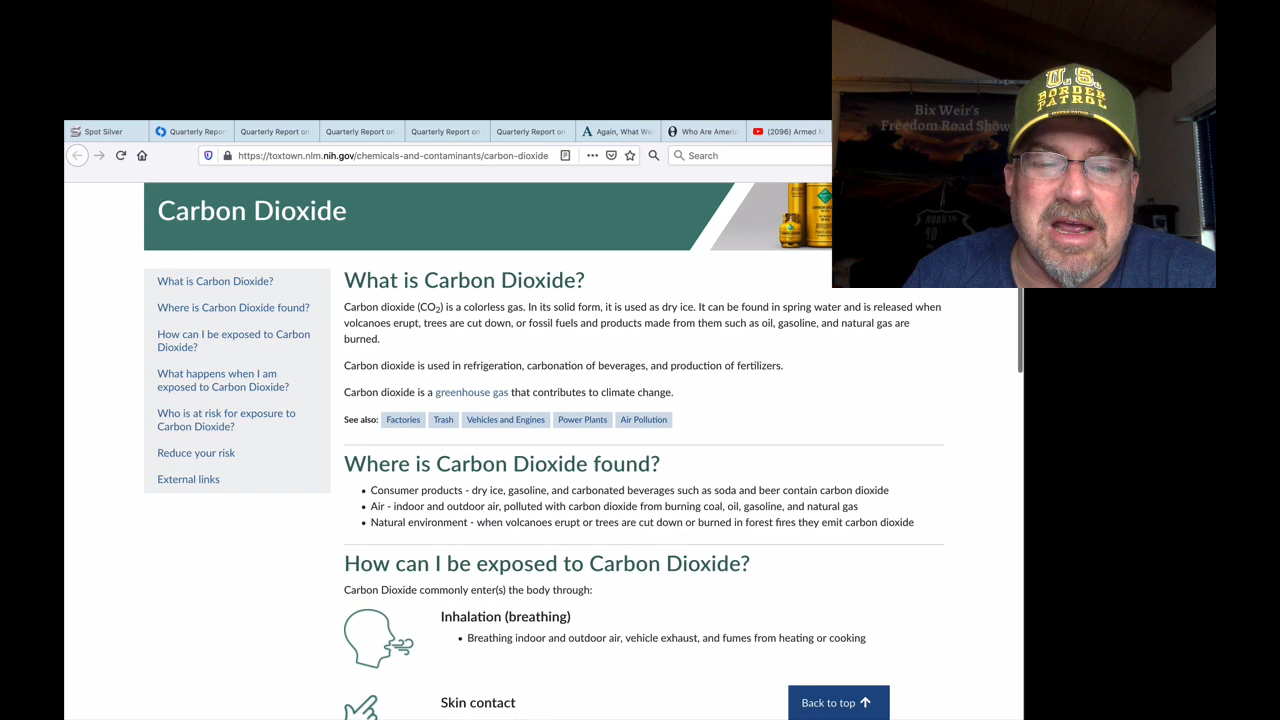 U.S.
BORDER
PATROL
Bix Weir's
Freedom Road Show
Spot Silver
Quarterly Repor
Quarterly Report on
Quarterly Report on
Quarterly Report on
Quarterly Report on
Again, What We
Who Are Americ
(2096) Armed M
https://toxtown.nlm.nih.gov/chemicals-and-contaminants/carbon-dioxide
Search
Carbon Dioxide
What is Carbon Dioxide?
Where is Carbon Dioxide found?
How can I be exposed to Carbon
Dioxide?
What happens when I am
exposed to Carbon Dioxide?
Who is at risk for exposure to
Carbon Dioxide?
Reduce your risk
External links
What is Carbon Dioxide?
Carbon dioxide (CO₂) is a colorless gas. In its solid form, it is used as dry ice. It can be found in spring water and is released when
volcanoes erupt, trees are cut down, or fossil fuels and products made from them such as oil, gasoline, and natural gas are
burned.
Carbon dioxide is used in refrigeration, carbonation of beverages, and production of fertilizers.
Carbon dioxide is a greenhouse gas that contributes to climate change.
See also: Factories Trash Vehicles and Engines Power Plants Air Pollution
Where is Carbon Dioxide found?
• Consumer products - dry ice, gasoline, and carbonated beverages such as soda and beer contain carbon dioxide
• Air - indoor and outdoor air, polluted with carbon dioxide from burning coal, oil, gasoline, and natural gas
• Natural environment - when volcanoes erupt or trees are cut down or burned in forest fires they emit carbon dioxide
How can I be exposed to Carbon Dioxide?
Carbon Dioxide commonly enter(s) the body through:
Inhalation (breathing)
• Breathing indoor and outdoor air, vehicle exhaust, and fumes from heating or cooking
Skin contact
Back to top